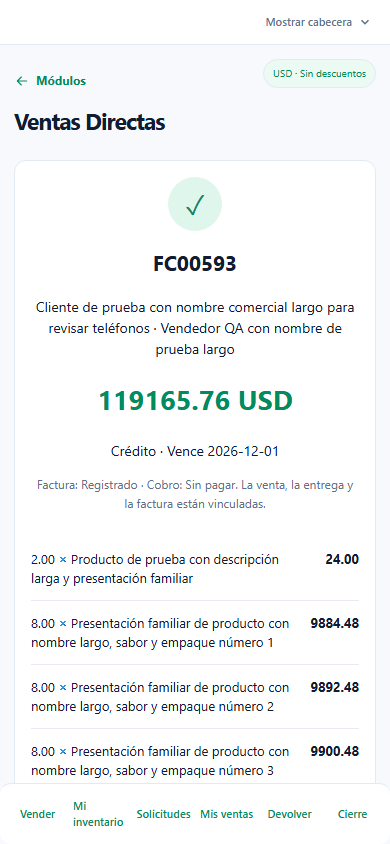 Mostrar cabecera
← Módulos
USD · Sin descuentos
Ventas Directas
✓
FC00593
Cliente de prueba con nombre comercial largo para
revisar teléfonos · Vendedor QA con nombre de
prueba largo
119165.76 USD
Crédito · Vence 2026-12-01
Factura: Registrado · Cobro: Sin pagar. La venta, la entrega y
la factura están vinculadas.
2.00 × Producto de prueba con descripción 24.00
larga y presentación familiar
8.00 × Presentación familiar de producto con 9884.48
nombre largo, sabor y empaque número 1
8.00 × Presentación familiar de producto con 9892.48
nombre largo, sabor y empaque número 2
8.00 × Presentación familiar de producto con 9900.48
nombre largo, sabor y empaque número 3
Vender
Mi
inventario
Solicitudes
Mis ventas
Devolver
Cierre